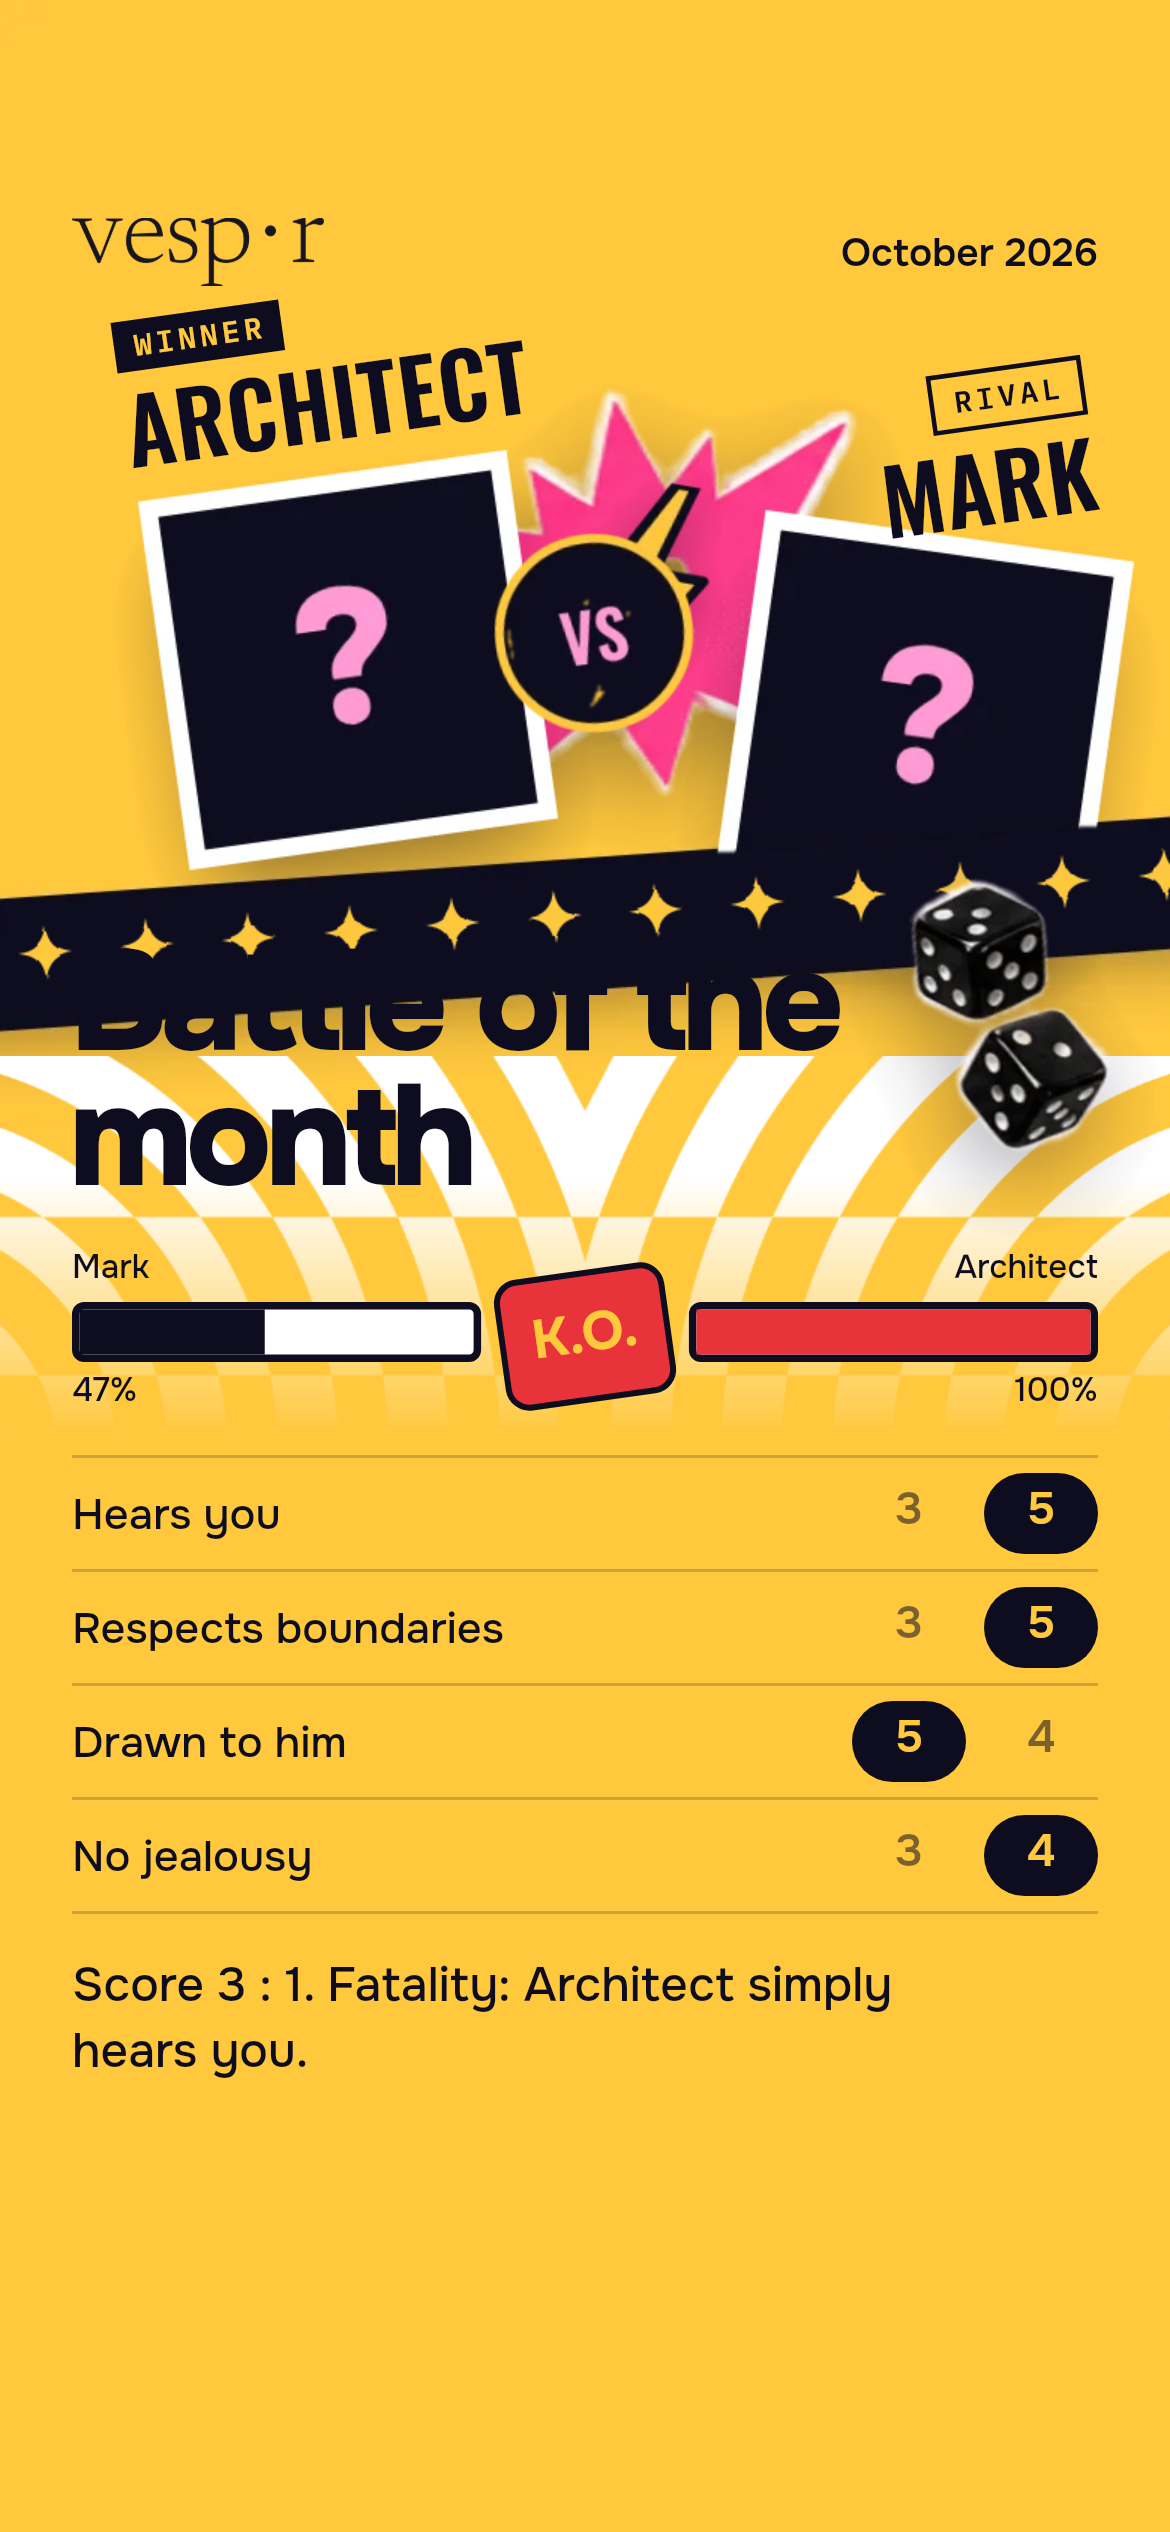 vesp·r
October 2026
WINNER
ARCHITECT
RIVAL
MARK
?
VS
?
Battle of the
month
Mark
Architect
K.O.
47%
100%
Hears you
3
5
Respects boundaries
3
5
Drawn to him
5
4
No jealousy
3
4
Score 3 : 1. Fatality: Architect simply
hears you.